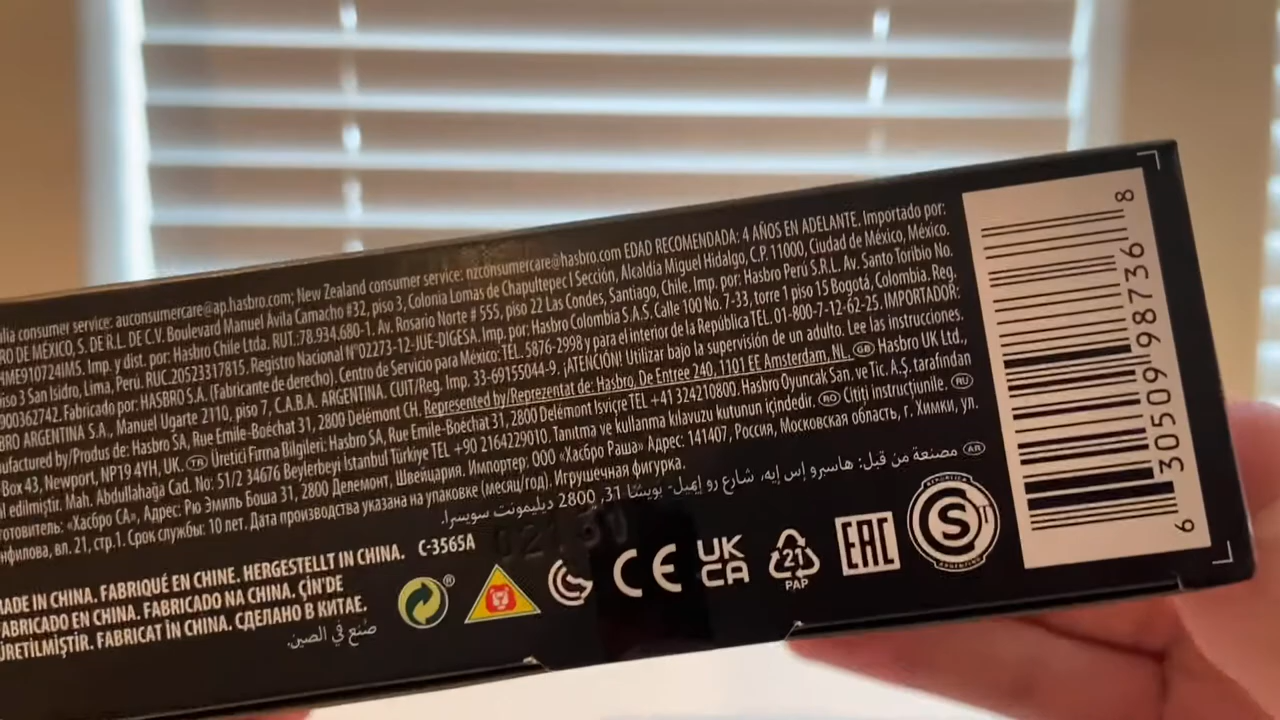 consumer service: auconsumercare@ap.hasbro.com; New Zealand consumer service: nzconsumercare@hasbro.com EDAD RECOMENDADA: 4 AÑOS EN ADELANTE. Importado por:
RO DE MÉXICO, S. DE R.L. DE C.V. Boulevard Manuel Ávila Camacho #32, piso 3, Colonia Lomas de Chapultepec I Sección, Alcaldía Miguel Hidalgo, C.P. 11000, Ciudad de México, México.
HME910724IM5. Imp. y dist. por: Hasbro Chile Ltda. RUT.:78.934.680-1. Av. Rosario Norte # 555, piso 22 Las Condes, Santiago, Chile. Imp. por: Hasbro Perú S.R.L. Av. Santo Toribio No.
piso 3 San Isidro, Lima, Perú. RUC.20523317815. Registro Nacional N° 02273-12-JUE-DIGESA. Imp. por: Hasbro Colombia S.A.S. Calle 100 No. 7-33, torre 1 piso 15 Bogotá, Colombia. Reg.
900362742. Fabricado por: HASBRO S.A. (Fabricante de derecho). Centro de Servicio para México: TEL. 5876-2998 y para el interior de la República TEL. 01-800-7-12-62-25. IMPORTADOR:
BRO ARGENTINA S.A., Manuel Ugarte 2110, piso 7, C.A.B.A. ARGENTINA. CUIT/Reg. Imp. 33-69155044-9. ¡ATENCIÓN! Utilizar bajo la supervisión de un adulto. Lee las instrucciones.
ufactured by/Produs de: Hasbro SA, Rue Emile-Boéchat 31, 2800 Delémont CH. Represented by/Reprezentat de: Hasbro, De Entree 240, 1101 EE Amsterdam, NL. GB Hasbro UK Ltd.,
Box 43, Newport, NP19 4YH, UK. TR Üretici Firma Bilgileri: Hasbro SA, Rue Emile-Boéchat 31, 2800 Delémont İsviçre TEL +41 324210800. Hasbro Oyuncak San. ve Tic. A.Ş. tarafından
l edilmiştir. Mah. Abdullahağa Cad. No: 51/2 34676 Beylerbeyi İstanbul Türkiye TEL +90 2164229010. Tanıtma ve kullanma kılavuzu kutunun içindedir. RO Citiți instrucțiunile. RU
отовитель: «Хасбро СА», Адрес: Рю Эмиль Боша 31, 2800 Делемонт, Швейцария. Импортер: ООО «Хасбро Раша» Адрес: 141407, Россия, Московская область, г. Химки, ул.
нфилова, вл. 21, стр.1. Срок службы: 10 лет. Дата производства указана на упаковке (месяц/год). Игрушечная фигурка.
AR مصنعة من قبل: هاسبرو إس إيه، شارع رو إيميل- بويشا 31, 2800 ديليمونت سويسرا.
MADE IN CHINA. FABRIQUÉ EN CHINE. HERGESTELLT IN CHINA.
FABRICADO EN CHINA. FABRICADO NA CHINA. ÇİN'DE
ÜRETİLMİŞTİR. FABRICAT ÎN CHINA. СДЕЛАНО В КИТАЕ.
صُنع في الصين.
C-3565A
®
CE
UK
CA
21
PAP
EAC
REPUBLICA
S
ARGENTINA
6 30509 98736 8